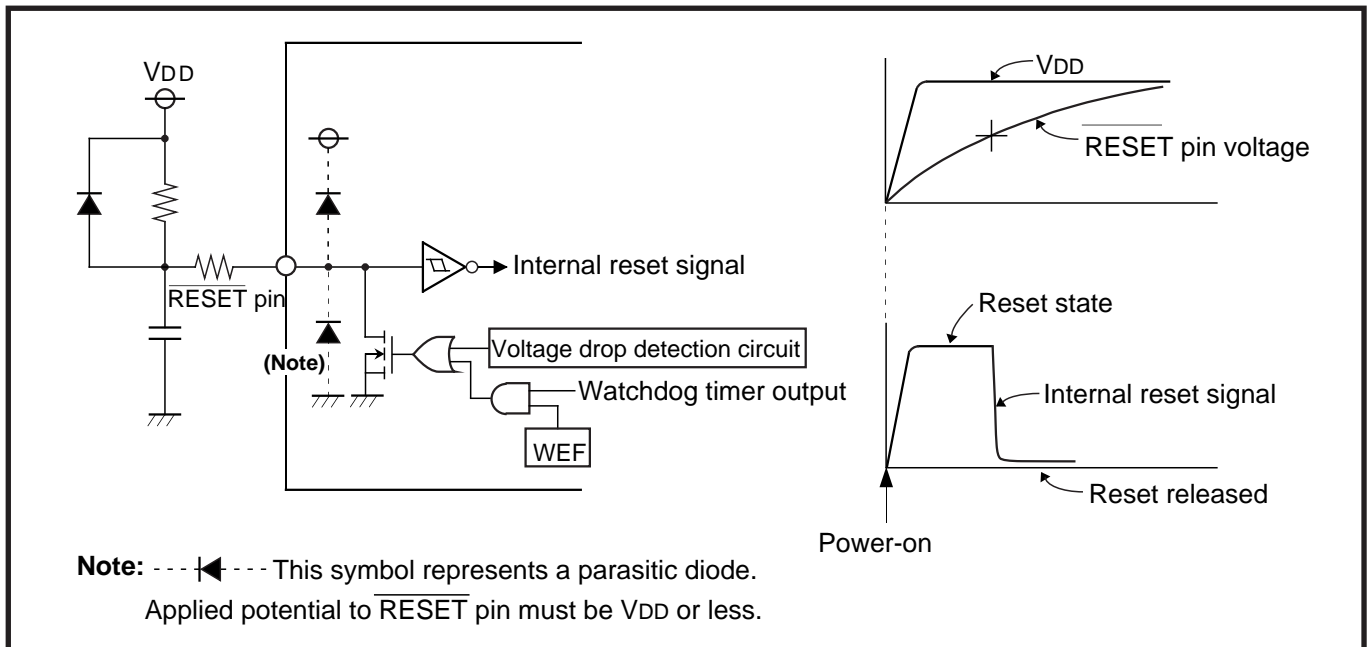 VDD
RESET pin
(Note)
Internal reset signal
Voltage drop detection circuit
Watchdog timer output
WEF
VDD
RESET pin voltage
Reset state
Internal reset signal
Reset released
Power-on
Note: This symbol represents a parasitic diode.
Applied potential to RESET pin must be VDD or less.